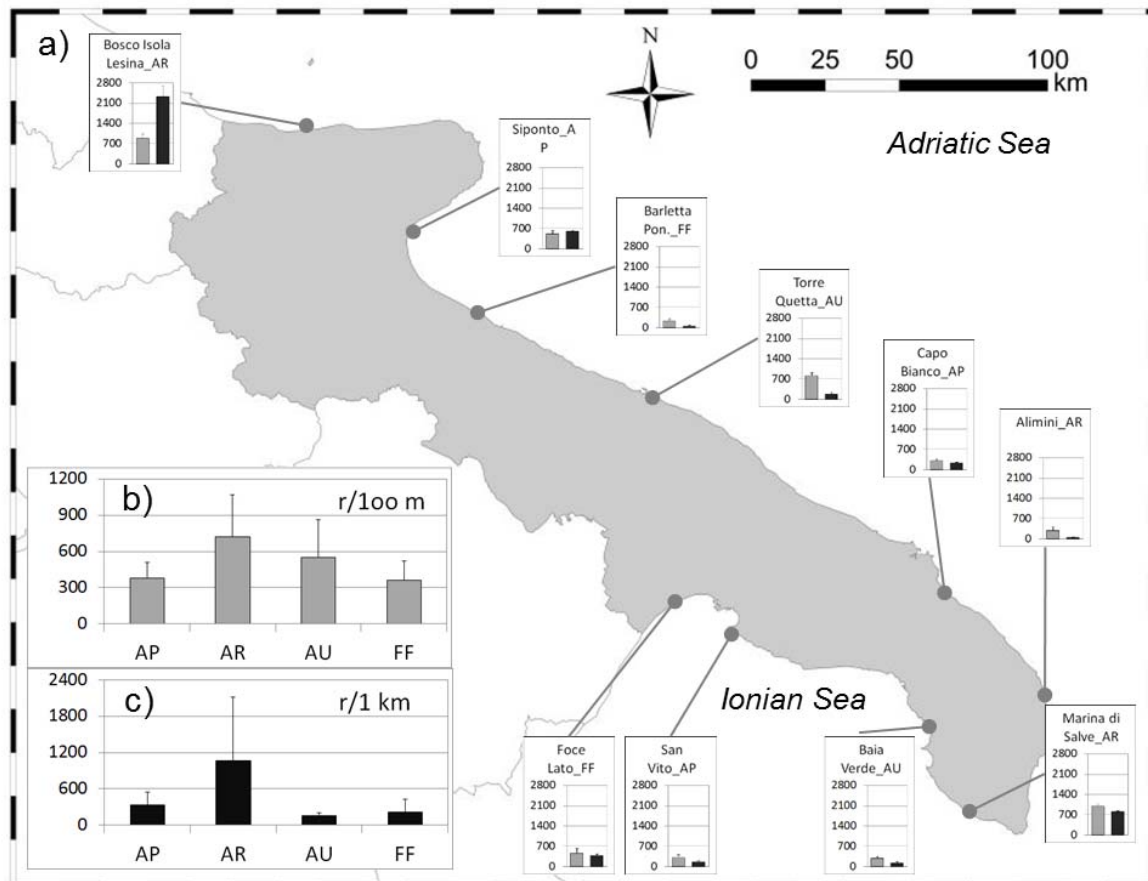 a)
Bosco Isola
Lesina_AR
2800
2100
1400
700
0
N
0 25 50 100
km
Adriatic Sea
Siponto_A
P
2800
2100
1400
700
0
Barletta
Pon._FF
2800
2100
1400
700
0
Torre
Quetta_AU
2800
2100
1400
700
0
Capo
Bianco_AP
2800
2100
1400
700
0
Alimini_AR
2800
2100
1400
700
0
b)
r/1oo m
1200
900
600
300
0
AP AR AU FF
c)
r/1 km
2400
1800
1200
600
0
AP AR AU FF
Ionian Sea
Foce
Lato_FF
2800
2100
1400
700
0
San
Vito_AP
2800
2100
1400
700
0
Baia
Verde_AU
2800
2100
1400
700
0
Marina di
Salve_AR
2800
2100
1400
700
0